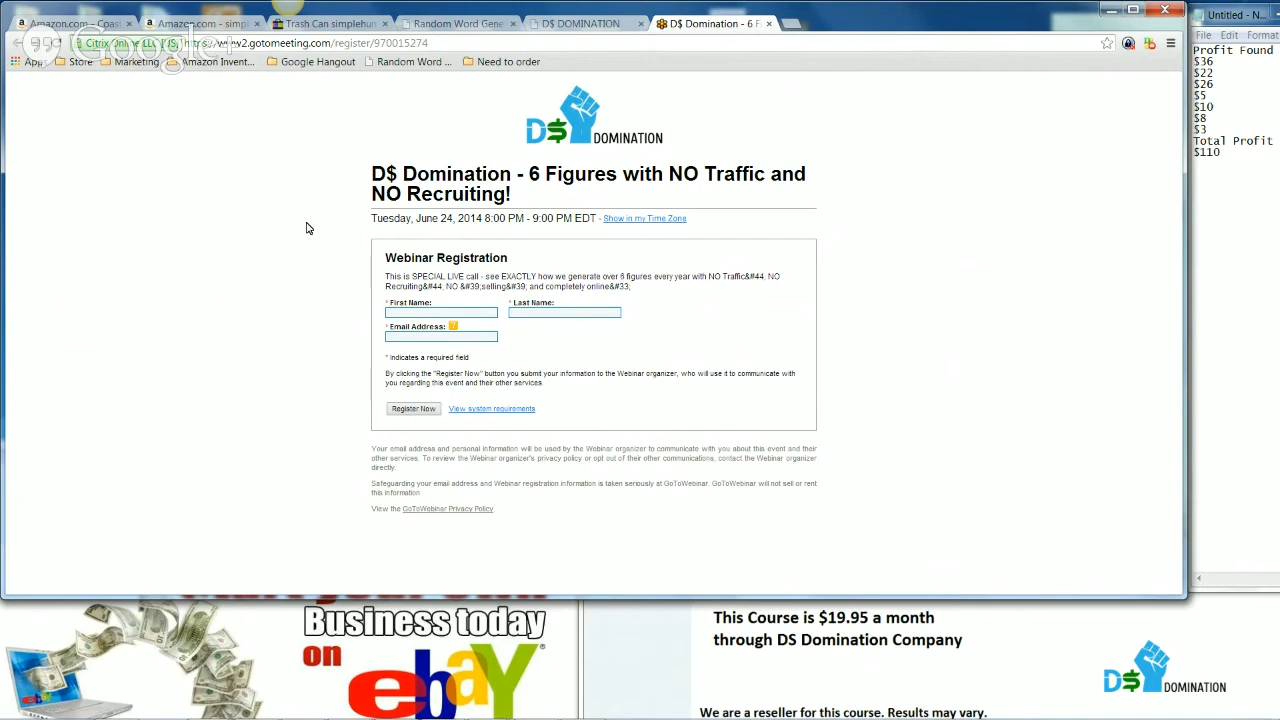 Amazon.com - Coast
Amazon.com - simpl
Trash Can simplehum
Random Word Gene
D$ DOMINATION
D$ Domination - 6 F
Untitled - N
Google+
Citrix Online LLC [US]
https://www2.gotomeeting.com/register/970015274
File Edit Format
Apps
Store
Marketing
Amazon Invent...
Google Hangout
Random Word ...
Need to order
Profit Found
$36
$22
$26
$5
$10
$8
$3
Total Profit
$110
D$ DOMINATION
D$ Domination - 6 Figures with NO Traffic and
NO Recruiting!
Tuesday, June 24, 2014 8:00 PM - 9:00 PM EDT - Show in my Time Zone
Webinar Registration
This is SPECIAL LIVE call - see EXACTLY how we generate over 6 figures every year with NO Traffic&#44, NO
Recruiting&#44, NO &#39;selling&#39; and completely online&#33;
* First Name:
* Last Name:
* Email Address: ?
* Indicates a required field
By clicking the "Register Now" button you submit your information to the Webinar organizer, who will use it to communicate with
you regarding this event and their other services.
Register Now
View system requirements
Your email address and personal information will be used by the Webinar organizer to communicate with you about this event and their
other services. To review the Webinar organizer's privacy policy or opt out of their other communications, contact the Webinar organizer
directly.
Safeguarding your email address and Webinar registration information is taken seriously at GoToWebinar. GoToWebinar will not sell or rent
this information
View the GoToWebinar Privacy Policy
Business today
on ebay
This Course is $19.95 a month
through DS Domination Company
D$ DOMINATION
We are a reseller for this course. Results may vary.